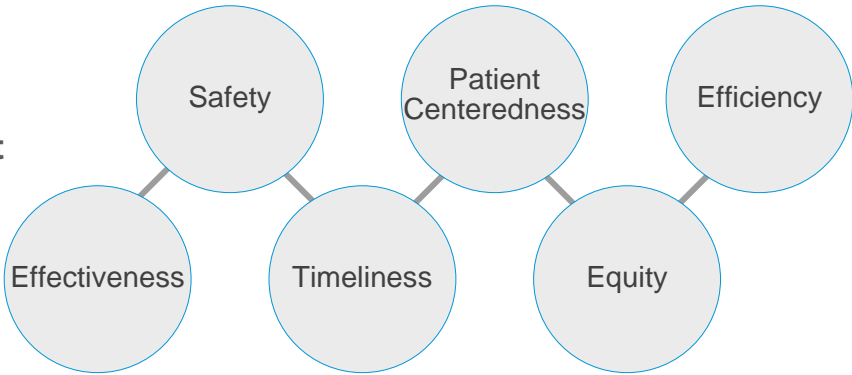 Safety
Patient
Centeredness
Efficiency
Effectiveness
Timeliness
Equity